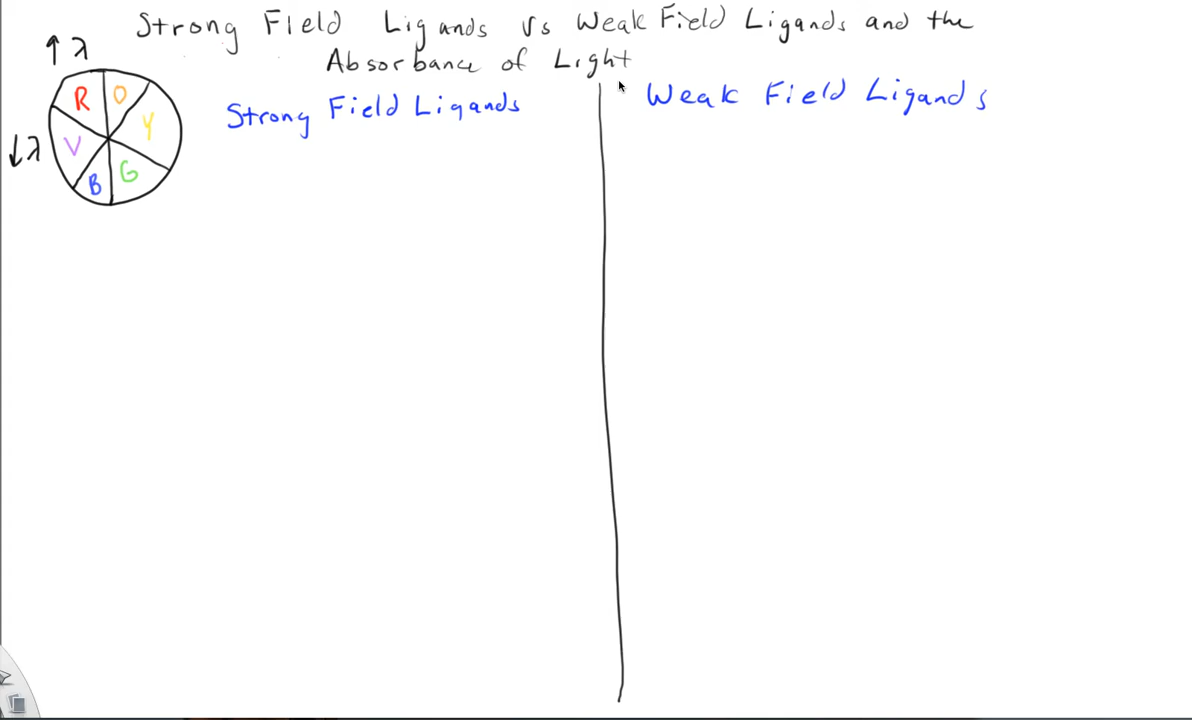 Strong Field Ligands vs Weak Field Ligands and the
Absorbance of Light
↑ λ
R O
Y
V
↓ λ
G
B
Strong Field Ligands
Weak Field Ligands